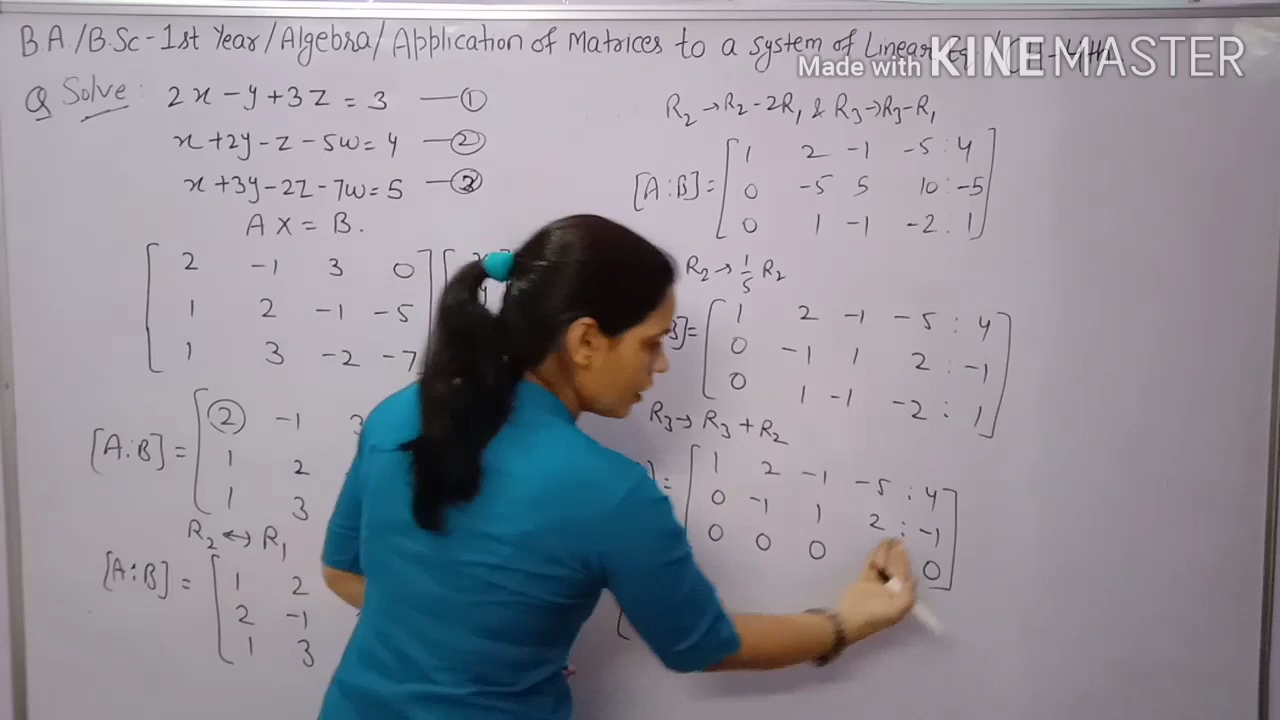 B.A/B.Sc-1st Year/Algebra/Application of Matrices to a system of Linear
Made with KINEMASTER
Q Solve: 2x - y + 3z = 3 — ①
x + 2y - z - 5w = 4 — ②
x + 3y - 2z - 7w = 5 — ③
AX = B.
2 -1 3 0
1 2 -1 -5
1 3 -2 -7
[A:B] = 2 -1 3
1 2
1 3
R2 ↔ R1
[A:B] = 1 2
2 -1
1 3
R2 → R2 - 2R1 & R3 → R3 - R1
1 2 -1 -5 : 4
[A:B] = 0 -5 5 10 : -5
0 1 -1 -2 : 1
R2 → 1/5 R2
1 2 -1 -5 : 4
B] = 0 -1 1 2 : -1
0 1 -1 -2 : 1
R3 → R3 + R2
= 1 2 -1 -5 : 4
0 -1 1 2 : -1
0 0 0 0